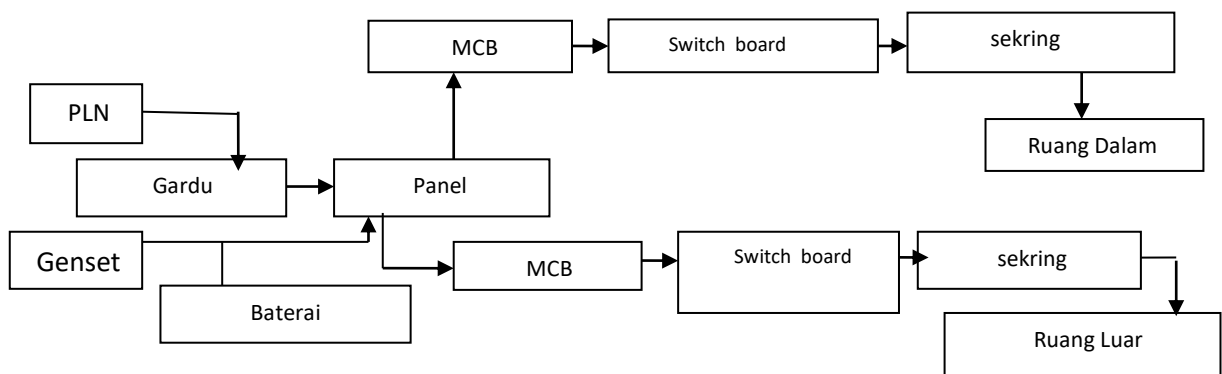 MCB
Switch board
sekring
PLN
Ruang Dalam
Gardu
Panel
Genset
MCB
Switch board
sekring
Baterai
Ruang Luar